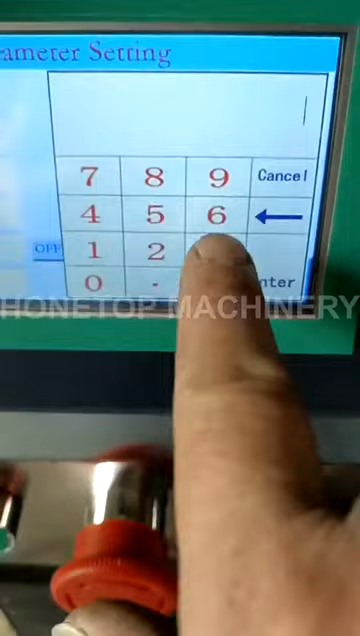 ameter Setting
7 8 9 Cancel
4 5 6 ←
OFF 1 2
0 . nter
HONETOP MACHINERY